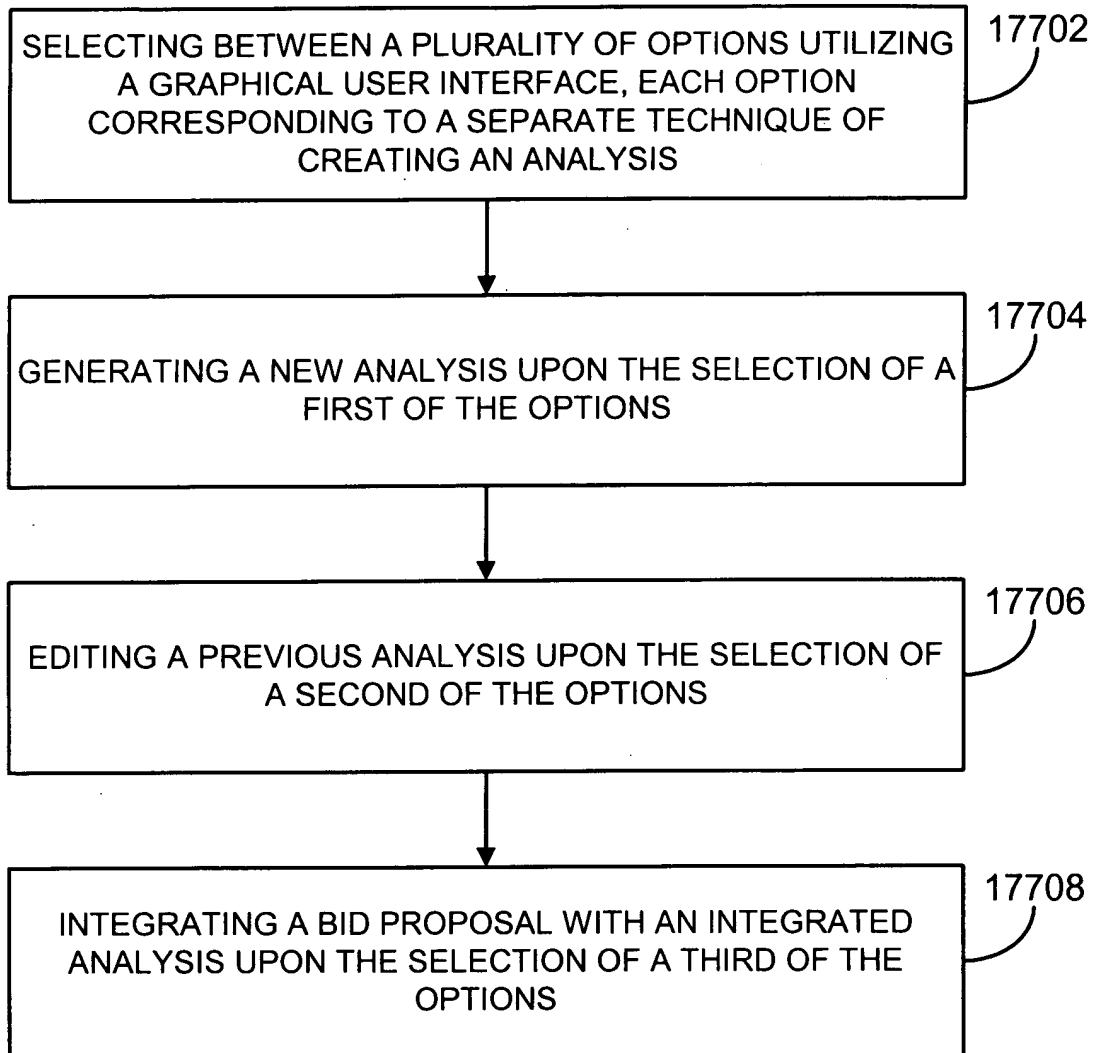 17702
SELECTING BETWEEN A PLURALITY OF OPTIONS UTILIZING
A GRAPHICAL USER INTERFACE, EACH OPTION
CORRESPONDING TO A SEPARATE TECHNIQUE OF
CREATING AN ANALYSIS
17704
GENERATING A NEW ANALYSIS UPON THE SELECTION OF A
FIRST OF THE OPTIONS
17706
EDITING A PREVIOUS ANALYSIS UPON THE SELECTION OF
A SECOND OF THE OPTIONS
17708
INTEGRATING A BID PROPOSAL WITH AN INTEGRATED
ANALYSIS UPON THE SELECTION OF A THIRD OF THE
OPTIONS